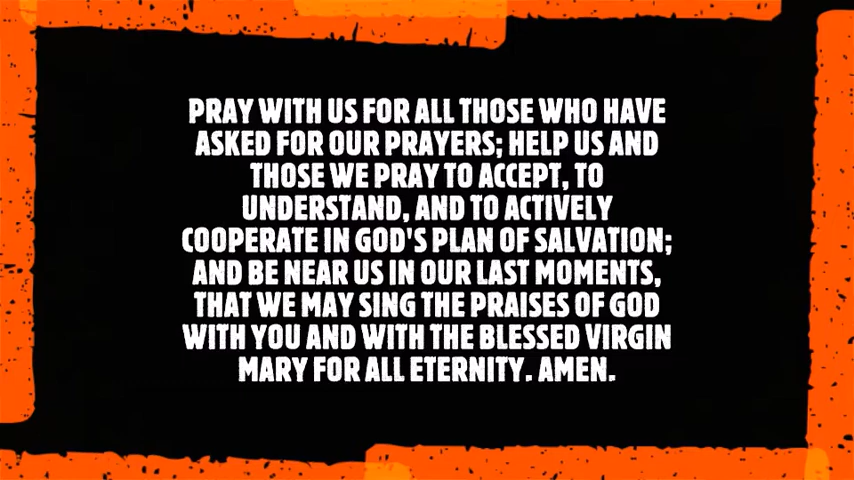 PRAY WITH US FOR ALL THOSE WHO HAVE
ASKED FOR OUR PRAYERS; HELP US AND
THOSE WE PRAY TO ACCEPT, TO
UNDERSTAND, AND TO ACTIVELY
COOPERATE IN GOD'S PLAN OF SALVATION;
AND BE NEAR US IN OUR LAST MOMENTS,
THAT WE MAY SING THE PRAISES OF GOD
WITH YOU AND WITH THE BLESSED VIRGIN
MARY FOR ALL ETERNITY. AMEN.